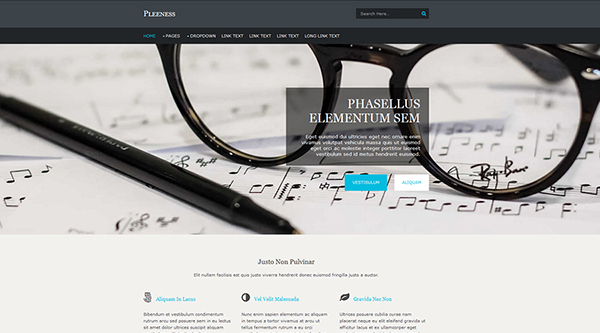 Pleeness
Search Here...
HOME PAGES DROPDOWN LINK TEXT LINK TEXT LINK TEXT LONG LINK TEXT
PHASELLUS
ELEMENTUM SEM
Eget euismod dui ultricies eget nec ornare enim
vivamus volutpat vehicula massa quis ut euismod
eget orci ac molestie integer porttitor laoreet
vestibulum sed id metus hendrerit euismod.
VESTIBULUM ALIQUAM
Ray-Ban
Justo Non Pulvinar
Elit nullam facilisis est quis justo viverra hendrerit donec euismod fringilla justo a auctor.
Aliquam In Lacus
Bibendum et vestibulum condimentum
urna arcu sed posuere sem in eu lectus
sit amet dolor ultrices suscipit aliquam
Vel Velit Malesuada
Nunc enim sapien elementum ac aliquam
in tempus a tortor vivamus at arcu ut
tellus fermentum rutrum a eu orci
Gravida Nec Non
Ultrices posuere cubilia curae nam
placerat neque eu elit eleifend gravida ut
efficitur lacus et ex ullamcorper eget